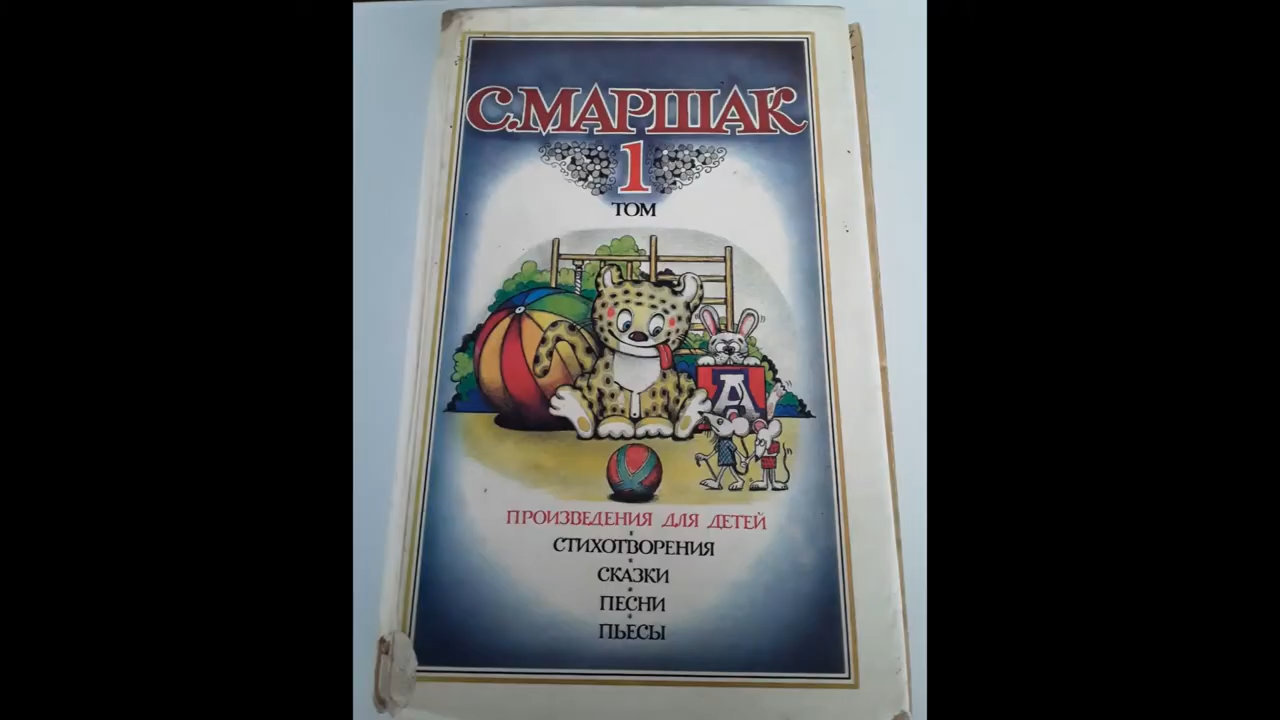 С.МАРШАК
1
ТОМ
А
ПРОИЗВЕДЕНИЯ ДЛЯ ДЕТЕЙ
СТИХОТВОРЕНИЯ
СКАЗКИ
ПЕСНИ
ПЬЕСЫ